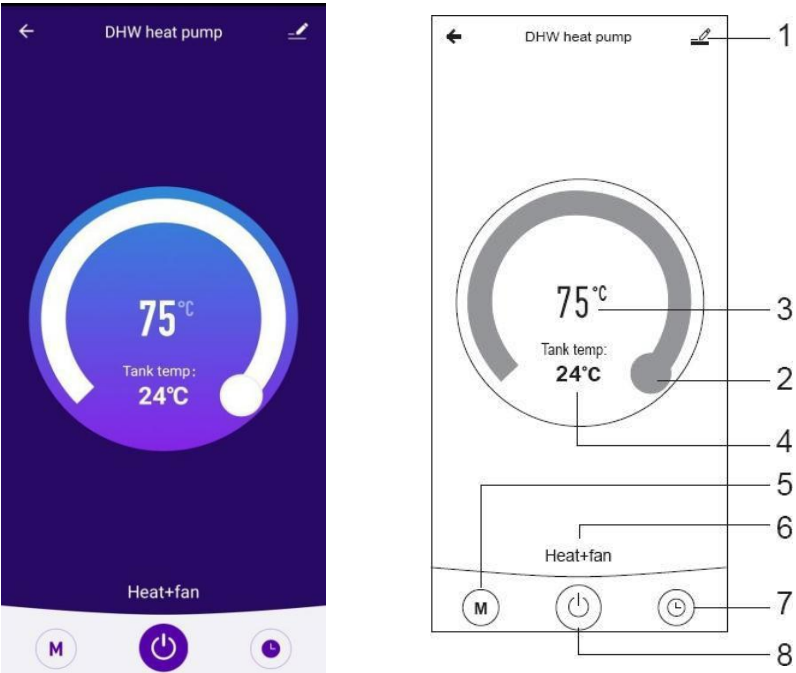 DHW heat pump
75°C
Tank temp:
24°C
Heat+fan
M
DHW heat pump
1
75°C
3
Tank temp:
2
24°C
4
5
6
Heat+fan
M
7
8